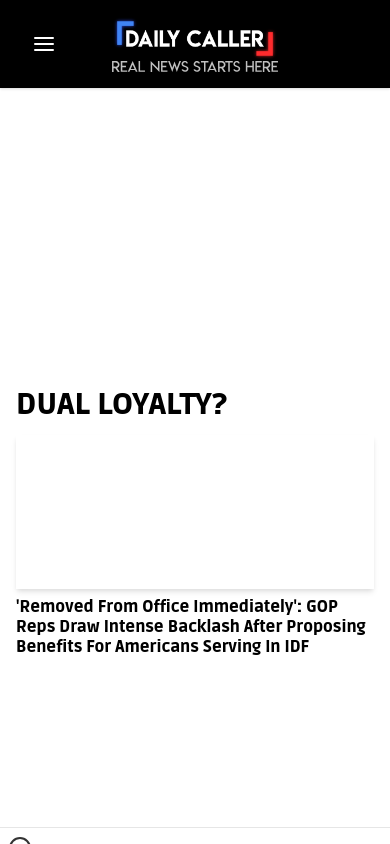 DAILY CALLER
REAL NEWS STARTS HERE
DUAL LOYALTY?
'Removed From Office Immediately': GOP
Reps Draw Intense Backlash After Proposing
Benefits For Americans Serving In IDF